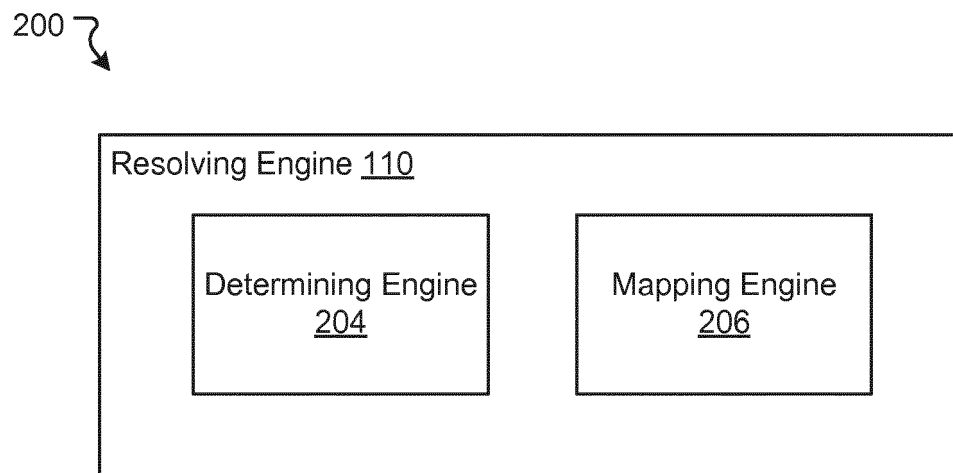 200
Resolving Engine 110
Determining Engine
204
Mapping Engine
206